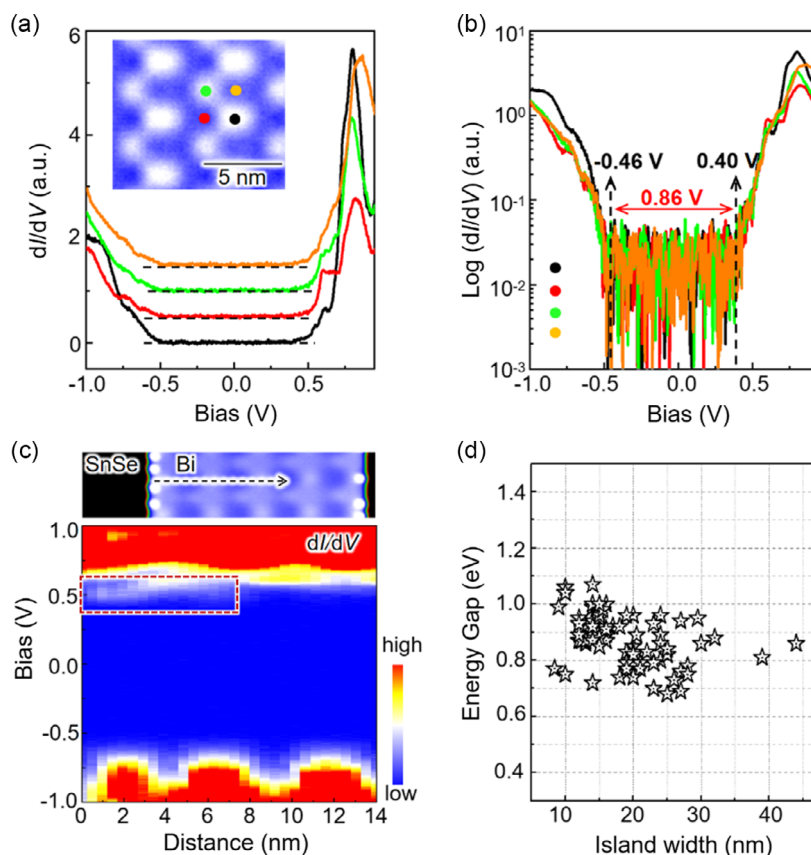 (a)
6
4
2
0
dI/dV (a.u.)
5 nm
-1.0 -0.5 0.0 0.5
Bias (V)
(b)
10¹
10⁰
10⁻¹
10⁻²
10⁻³
Log (dI/dV) (a.u.)
-0.46 V 0.40 V
0.86 V
-1.0 -0.5 0.0 0.5
Bias (V)
(c)
SnSe Bi
dI/dV
1.0
0.5
0.0
-0.5
-1.0
Bias (V)
high
low
0 2 4 6 8 10 12 14
Distance (nm)
(d)
1.4
1.2
1.0
0.8
0.6
0.4
Energy Gap (eV)
10 20 30 40
Island width (nm)